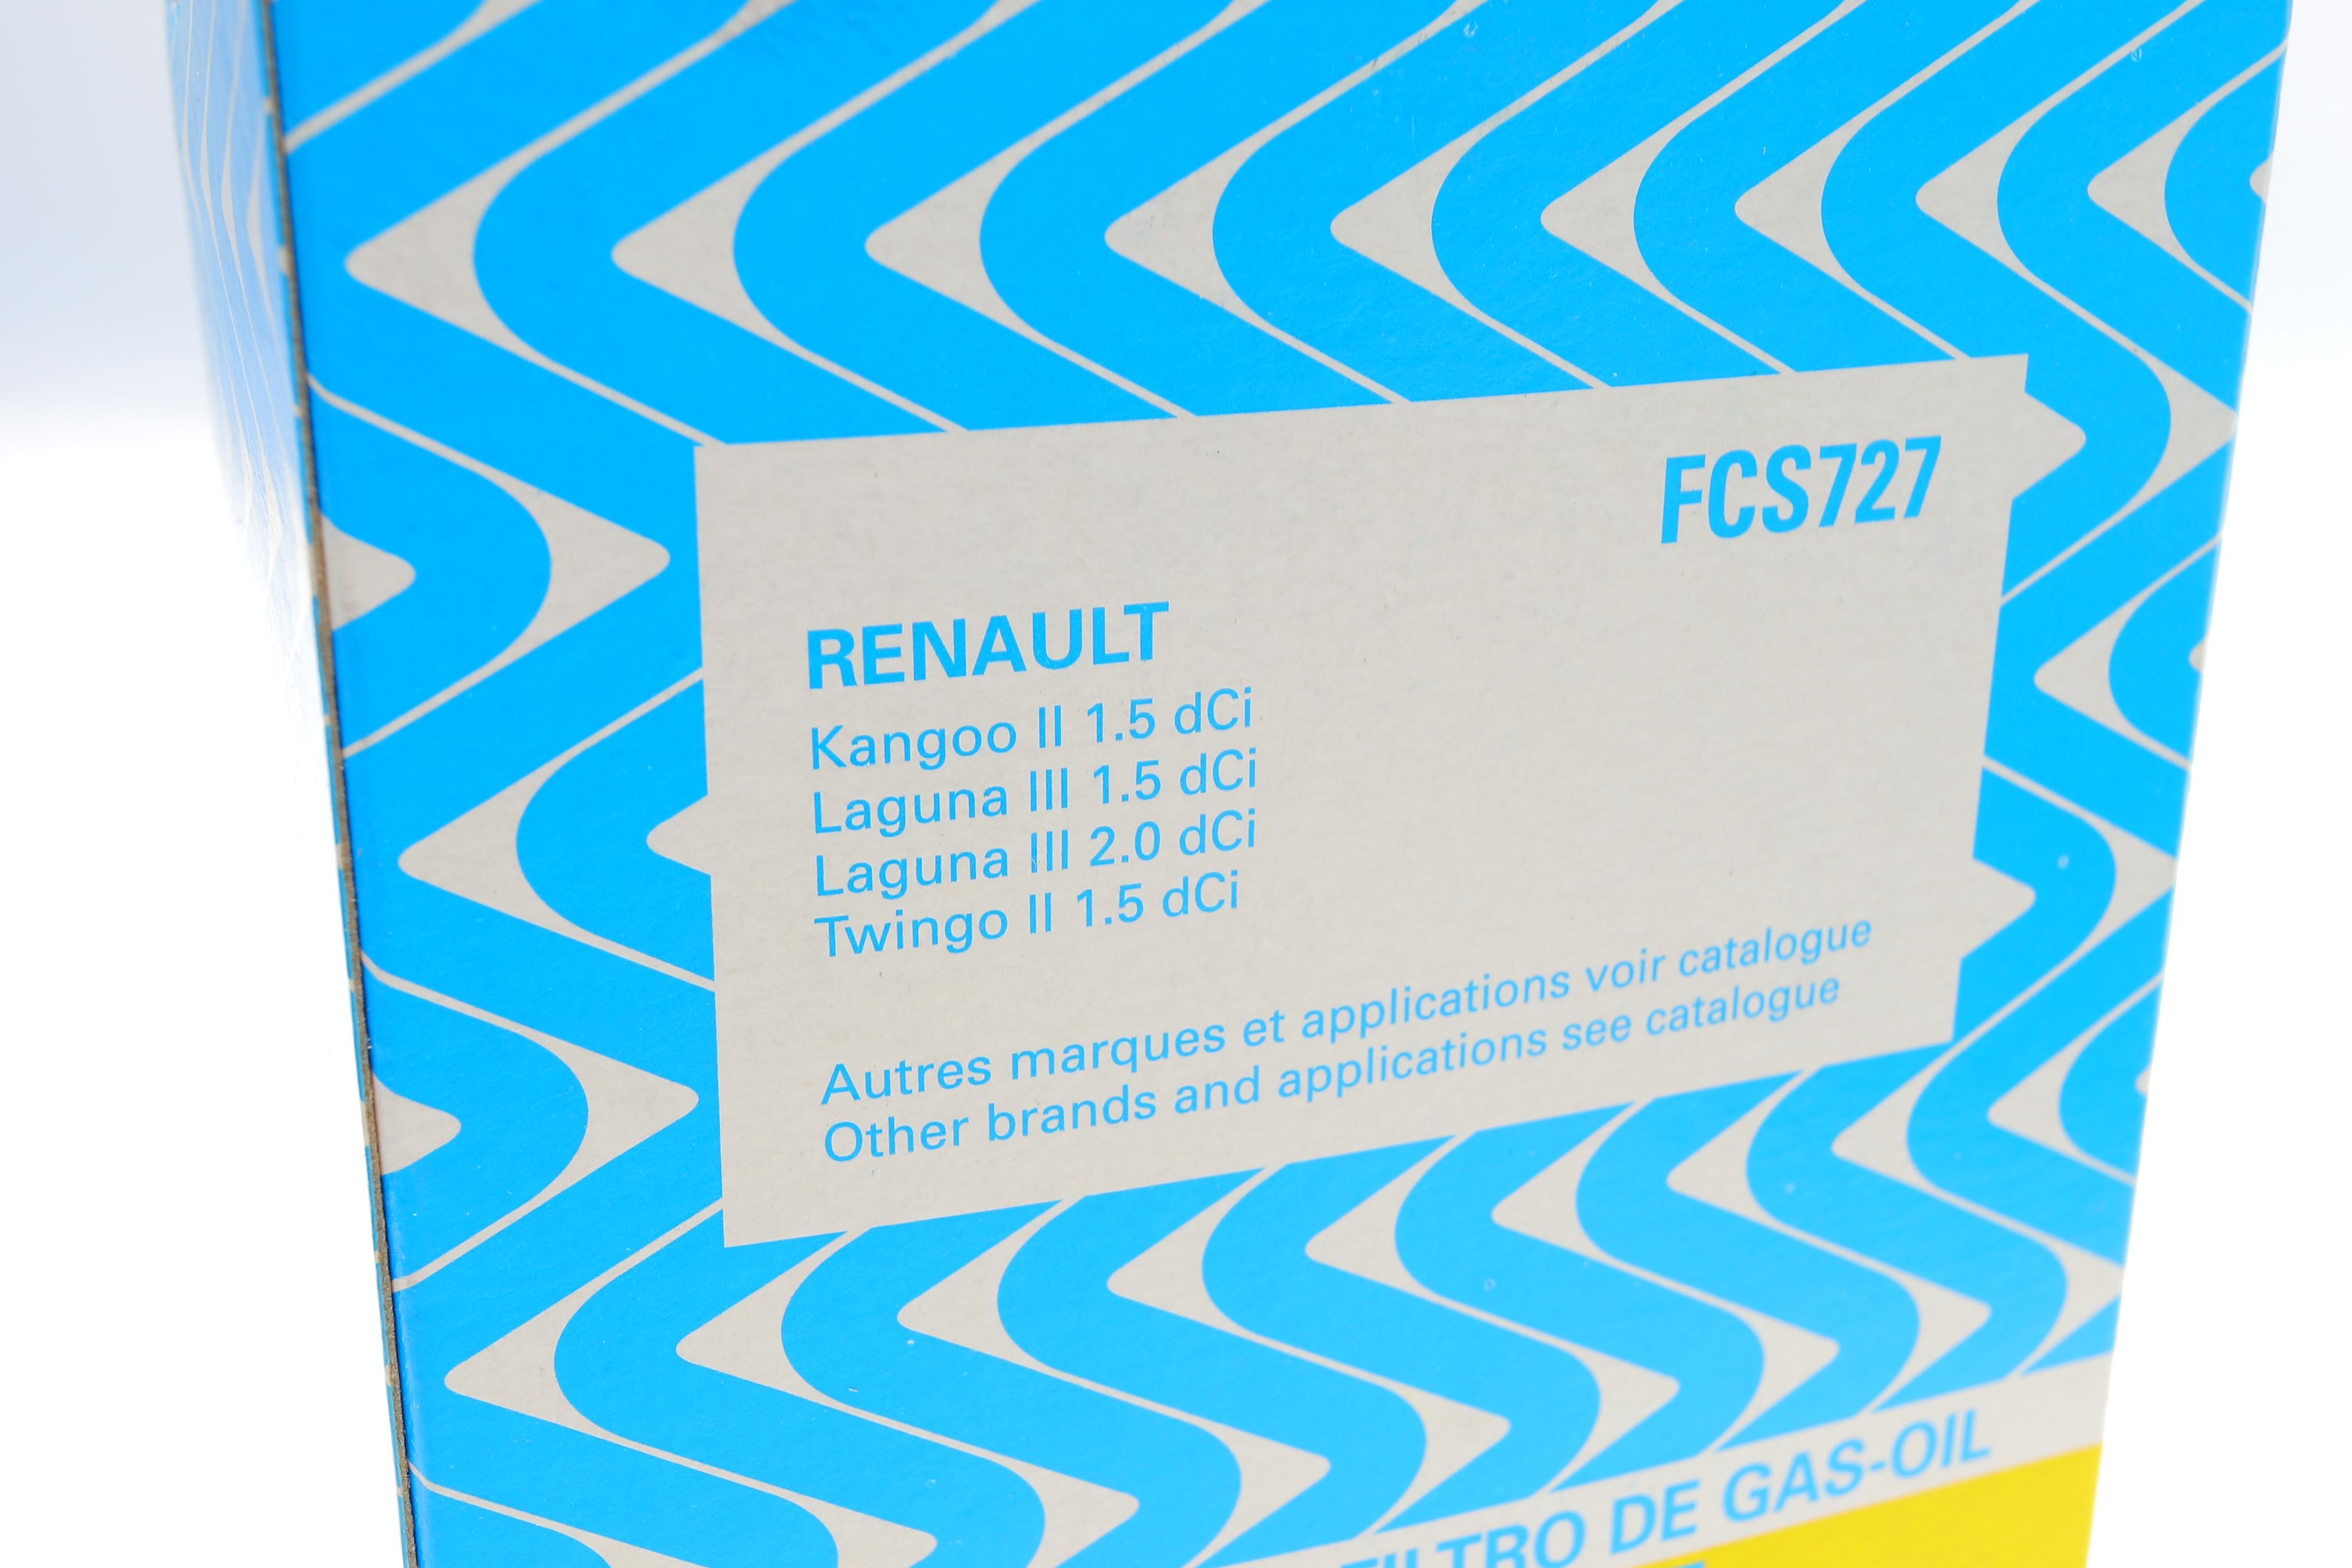 FCS727
RENAULT
Kangoo II 1.5 dCi
Laguna III 1.5 dCi
Laguna III 2.0 dCi
Twingo II 1.5 dCi
Autres marques et applications voir catalogue
Other brands and applications see catalogue
FILTRO DE GAS-OIL